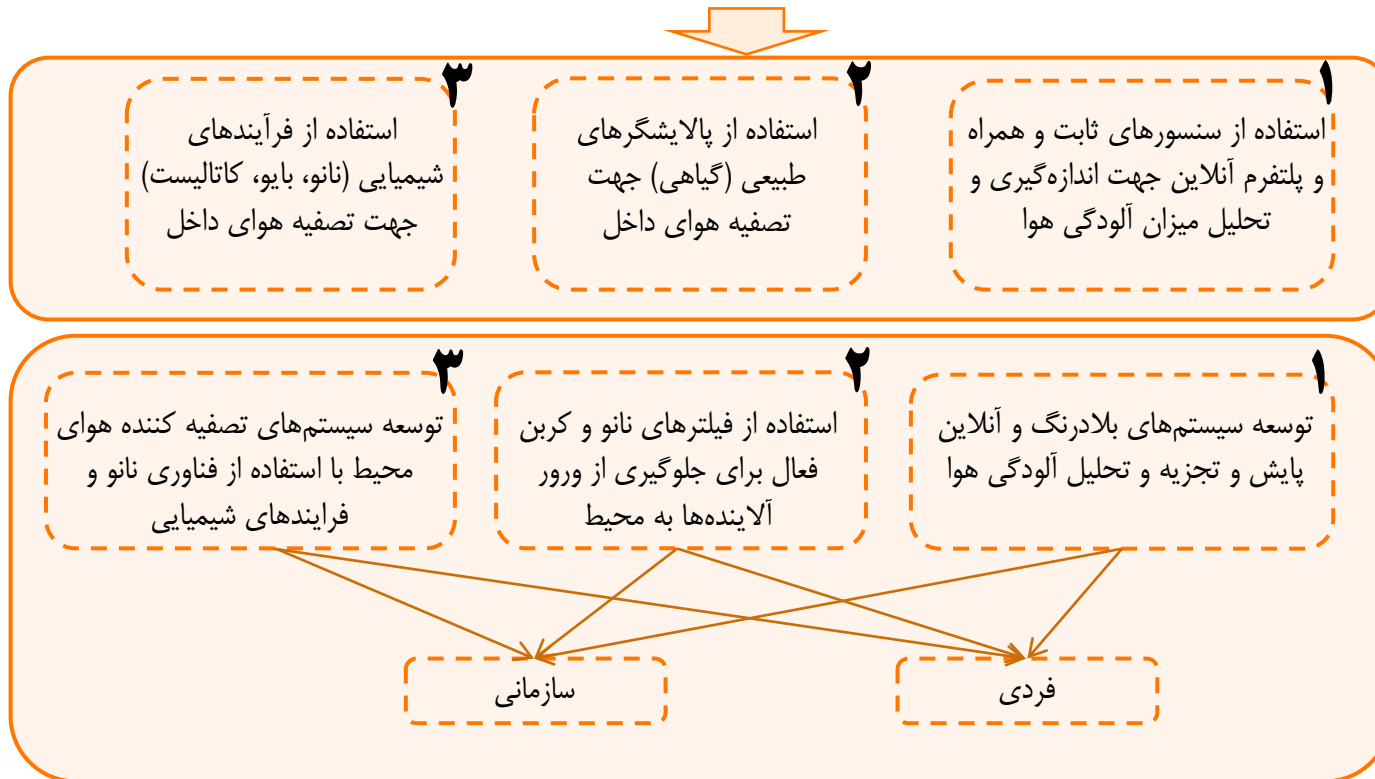 ۱
استفاده از سنسورهای ثابت و همراه
و پلتفرم آنلاین جهت اندازه‌گیری و
تحلیل میزان آلودگی هوا
۲
استفاده از پالایشگرهای
طبیعی (گیاهی) جهت
تصفیه هوای داخل
۳
استفاده از فرآیندهای
شیمیایی (نانو، بایو، کاتالیست)
جهت تصفیه هوای داخل
۱
توسعه سیستم‌های بلادرنگ و آنلاین
پایش و تجزیه و تحلیل آلودگی هوا
۲
استفاده از فیلترهای نانو و کربن
فعال برای جلوگیری از ورور
آلاینده‌ها به محیط
۳
توسعه سیستم‌های تصفیه کننده هوای
محیط با استفاده از فناوری نانو و
فرایندهای شیمیایی
فردی
سازمانی